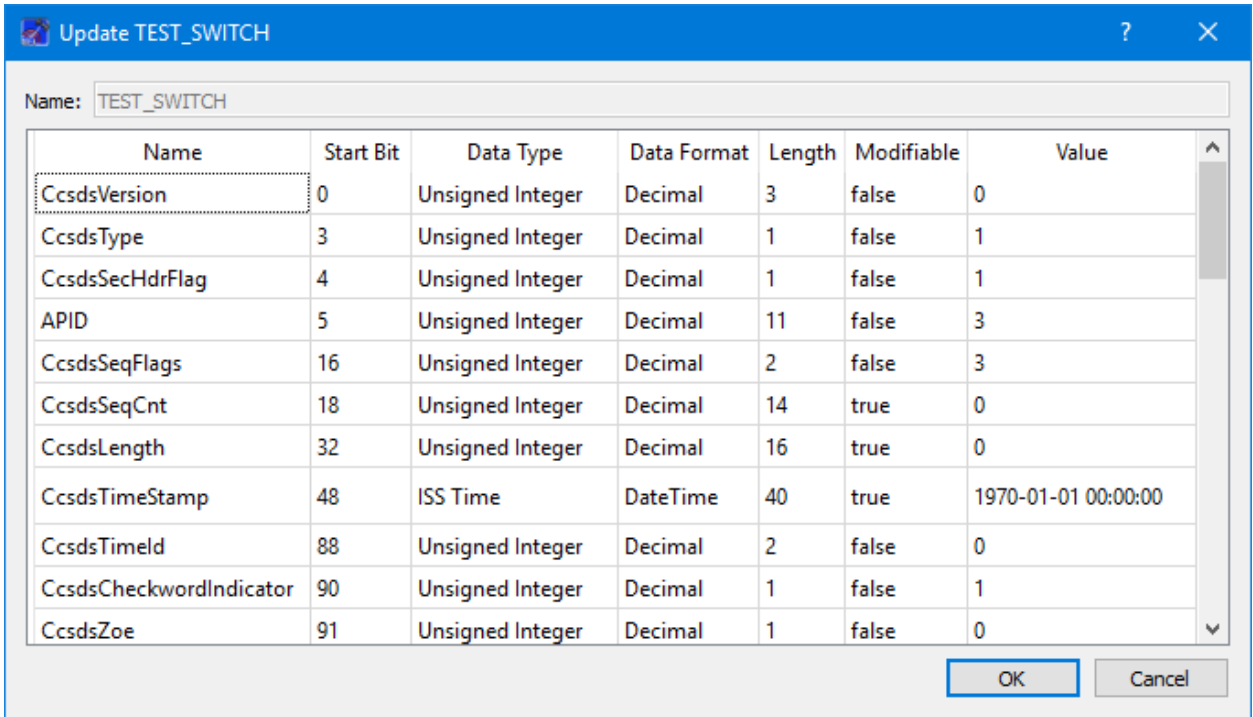 Update TEST_SWITCH ?
Name: TEST_SWITCH
Name Start Bit Data Type Data Format Length Modifiable Value
CcsdsVersion 0 Unsigned Integer Decimal 3 false 0
CcsdsType 3 Unsigned Integer Decimal 1 false 1
CcsdsSecHdrFlag 4 Unsigned Integer Decimal 1 false 1
APID 5 Unsigned Integer Decimal 11 false 3
CcsdsSeqFlags 16 Unsigned Integer Decimal 2 false 3
CcsdsSeqCnt 18 Unsigned Integer Decimal 14 true 0
CcsdsLength 32 Unsigned Integer Decimal 16 true 0
CcsdsTimeStamp 48 ISS Time DateTime 40 true 1970-01-01 00:00:00
CcsdsTimeId 88 Unsigned Integer Decimal 2 false 0
CcsdsCheckwordIndicator 90 Unsigned Integer Decimal 1 false 1
CcsdsZoe 91 Unsigned Integer Decimal 1 false 0
OK Cancel